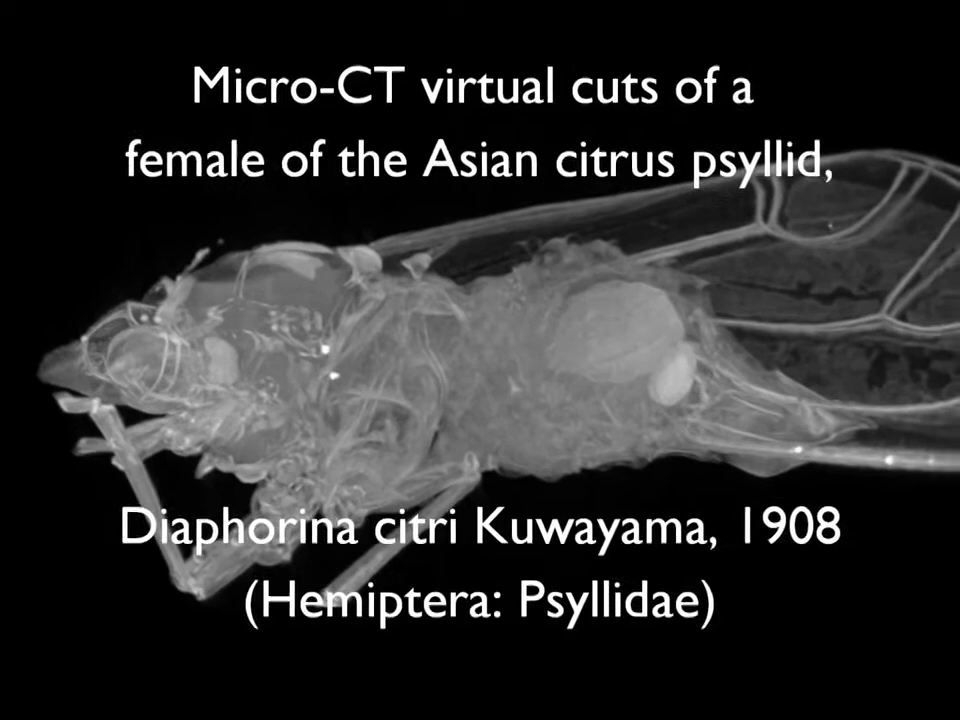 Micro-CT virtual cuts of a
female of the Asian citrus psyllid,
Diaphorina citri Kuwayama, 1908
(Hemiptera: Psyllidae)